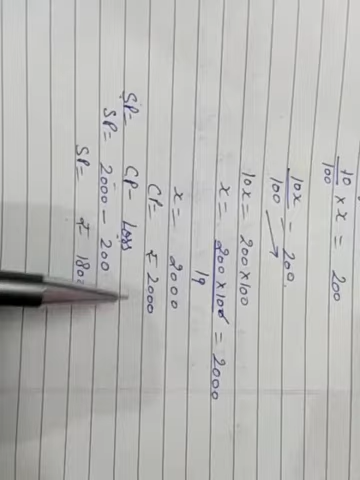 10/100 × x = 200
10x/100 = 200
10x = 200 × 100
x = 200 × 100/10 = 2000
x = 2000
CP = ₹ 2000
SP = CP - Loss
SP = 2000 - 200
SP = ₹ 180